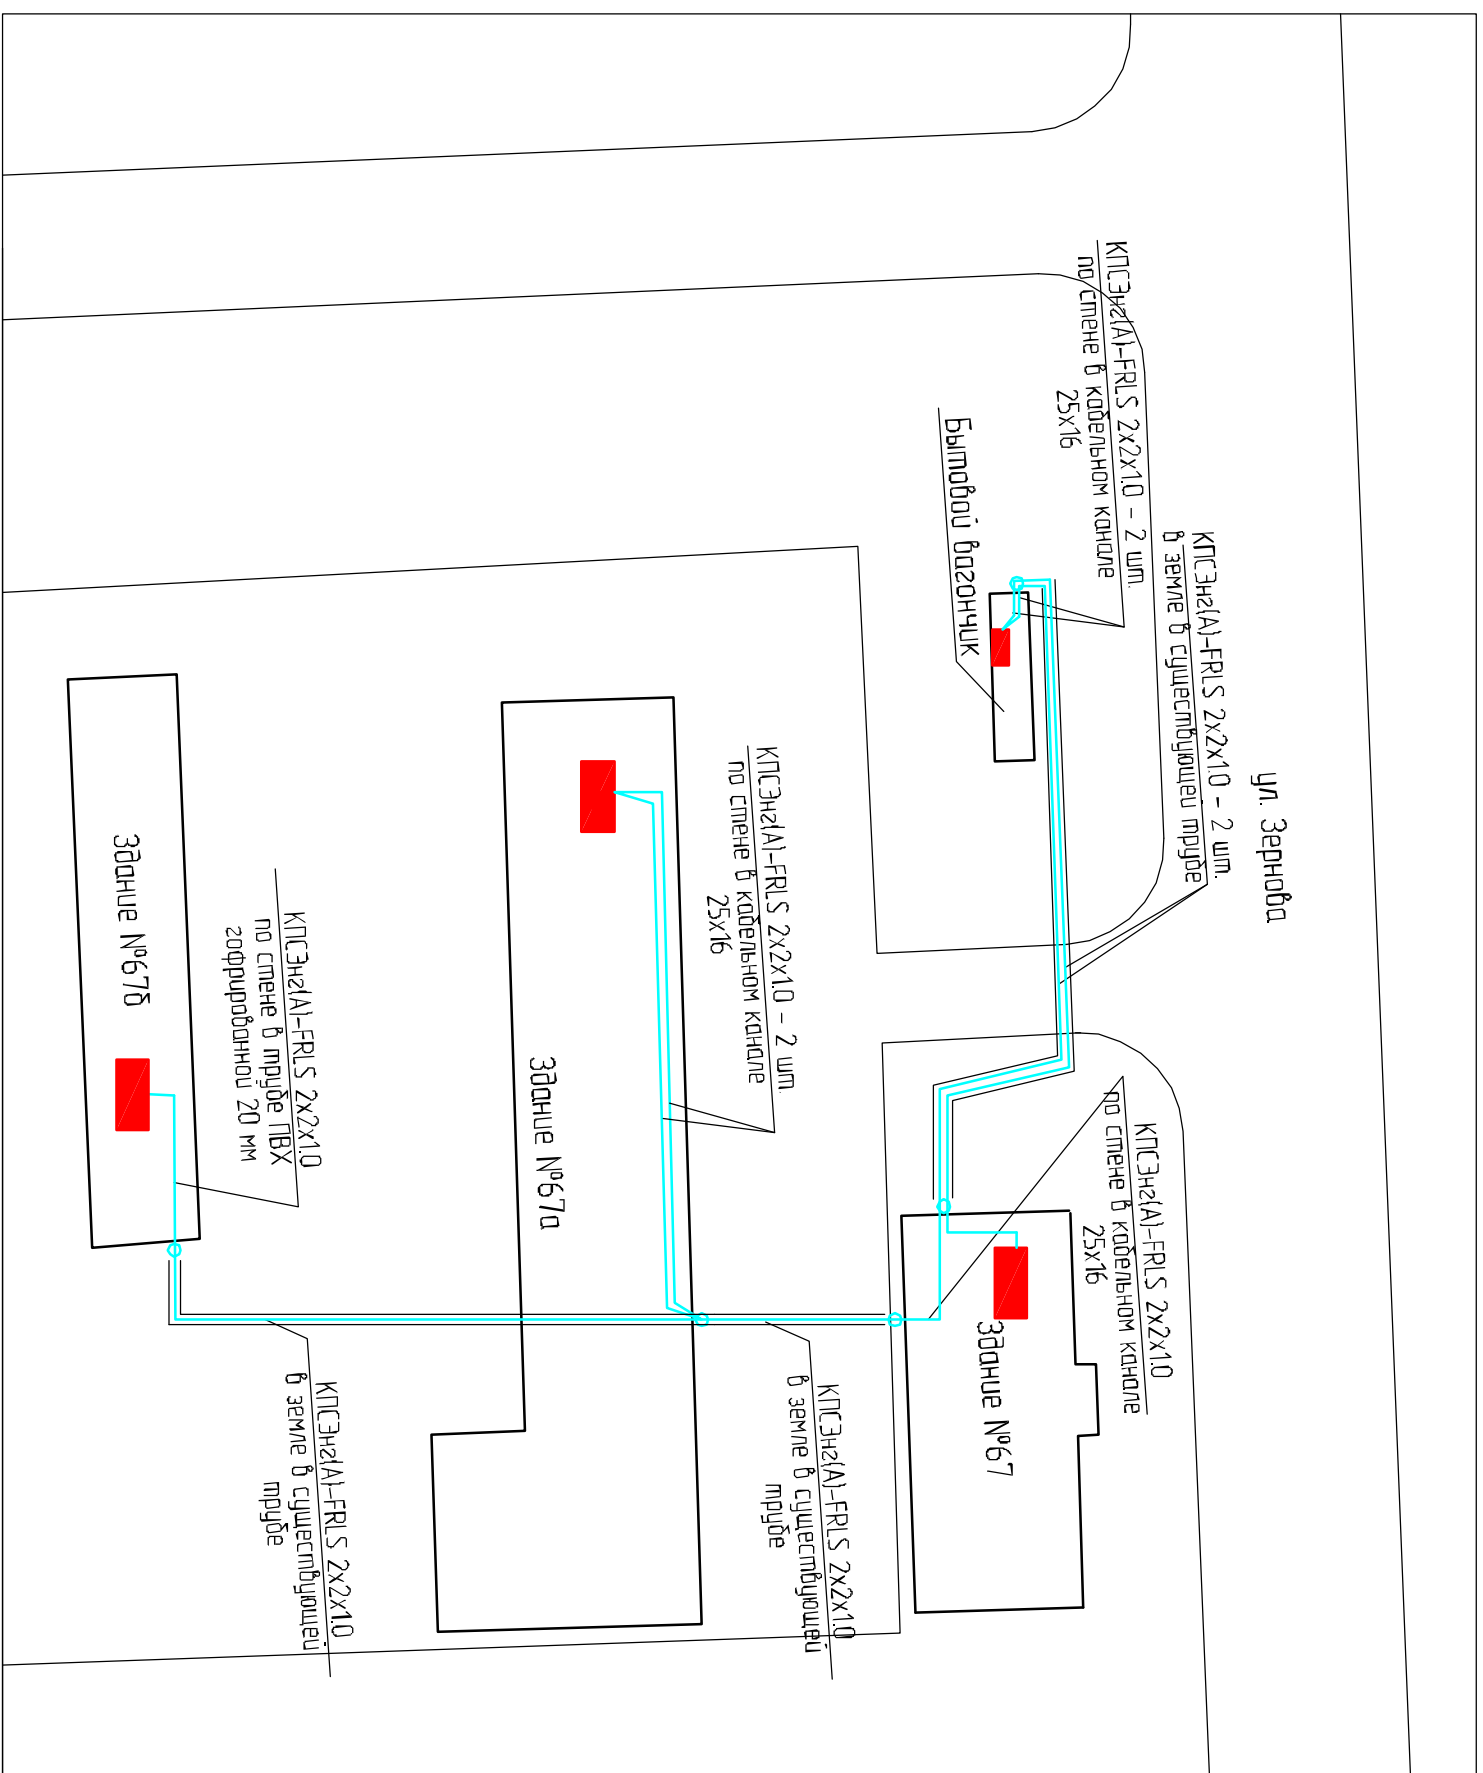 ул. Зернова
КПСЭнг(А)-FRLS 2х2х1.0 - 2 шт.
в земле в существующей трубе
КПСЭнг(А)-FRLS 2х2х1.0 - 2 шт.
по стене в кабельном канале
25х16
Бытовой вагончик
КПСЭнг(А)-FRLS 2х2х1.0
по стене в кабельном канале
25х16
Здание №67
КПСЭнг(А)-FRLS 2х2х1.0 - 2 шт.
по стене в кабельном канале
25х16
КПСЭнг(А)-FRLS 2х2х1.0
в земле в существующей
трубе
Здание №67а
КПСЭнг(А)-FRLS 2х2х1.0
по стене в трубе ПВХ
гофрированной 20 мм
КПСЭнг(А)-FRLS 2х2х1.0
в земле в существующей
трубе
Здание №67б